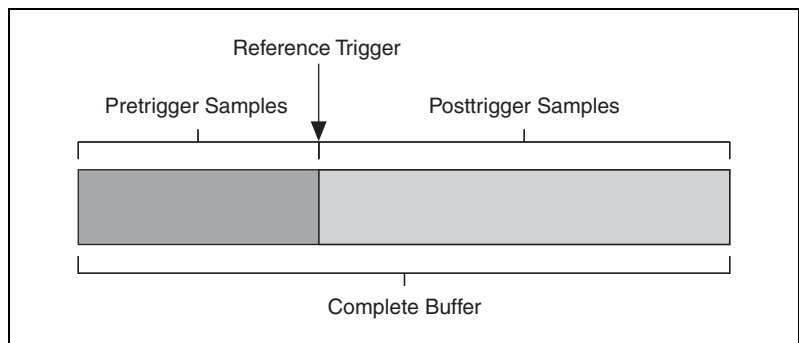 Reference Trigger
Pretrigger Samples
Posttrigger Samples
Complete Buffer